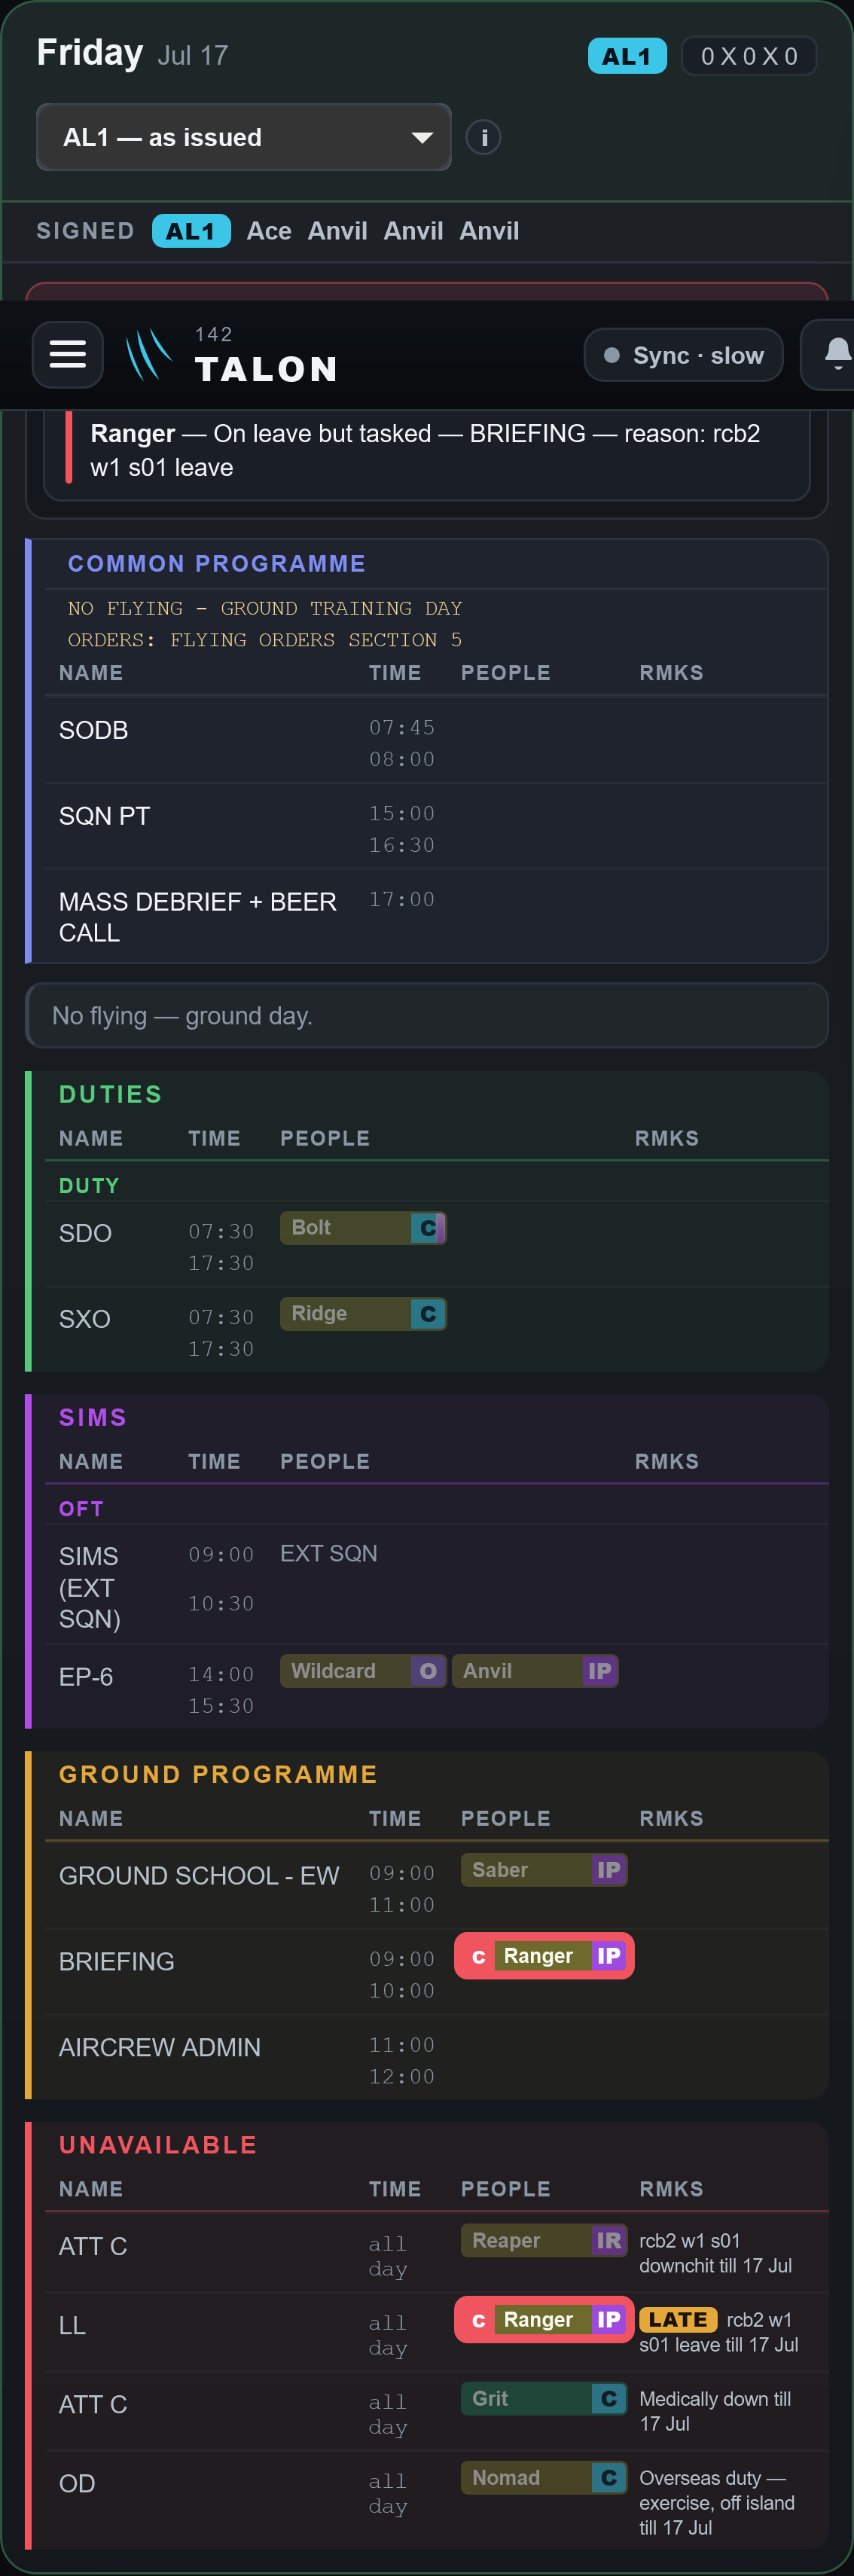 Friday Jul 17 AL1 0 X 0 X 0
AL1 — as issued i
SIGNED AL1 Ace Anvil Anvil Anvil
142
TALON
Sync · slow
Ranger — On leave but tasked — BRIEFING — reason: rcb2
w1 s01 leave
COMMON PROGRAMME
NO FLYING - GROUND TRAINING DAY
ORDERS: FLYING ORDERS SECTION 5
NAME TIME PEOPLE RMKS
SODB 07:45
08:00
SQN PT 15:00
16:30
MASS DEBRIEF + BEER 17:00
CALL
No flying — ground day.
DUTIES
NAME TIME PEOPLE RMKS
DUTY
SDO 07:30 Bolt C
17:30
SXO 07:30 Ridge C
17:30
SIMS
NAME TIME PEOPLE RMKS
OFT
SIMS 09:00 EXT SQN
(EXT
SQN) 10:30
EP-6 14:00 Wildcard O Anvil IP
15:30
GROUND PROGRAMME
NAME TIME PEOPLE RMKS
GROUND SCHOOL - EW 09:00 Saber IP
11:00
BRIEFING 09:00 c Ranger IP
10:00
AIRCREW ADMIN 11:00
12:00
UNAVAILABLE
NAME TIME PEOPLE RMKS
ATT C all Reaper IR rcb2 w1 s01
day downchit till 17 Jul
LL all c Ranger IP LATE rcb2 w1
day s01 leave till 17 Jul
ATT C all Grit C Medically down till
day 17 Jul
OD all Nomad C Overseas duty —
day exercise, off island
till 17 Jul